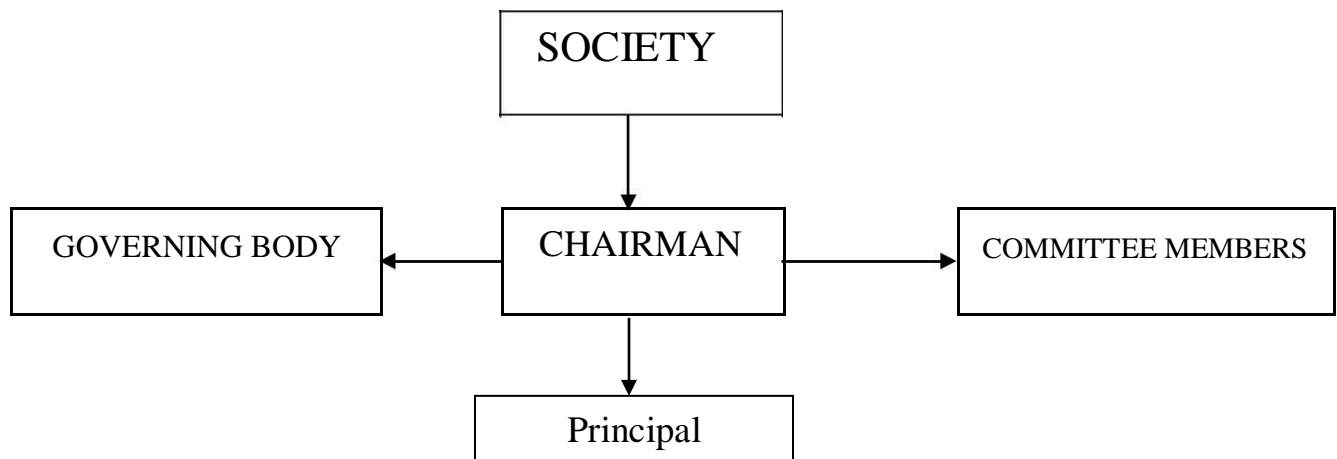 SOCIETY
GOVERNING BODY
CHAIRMAN
COMMITTEE MEMBERS
Principal